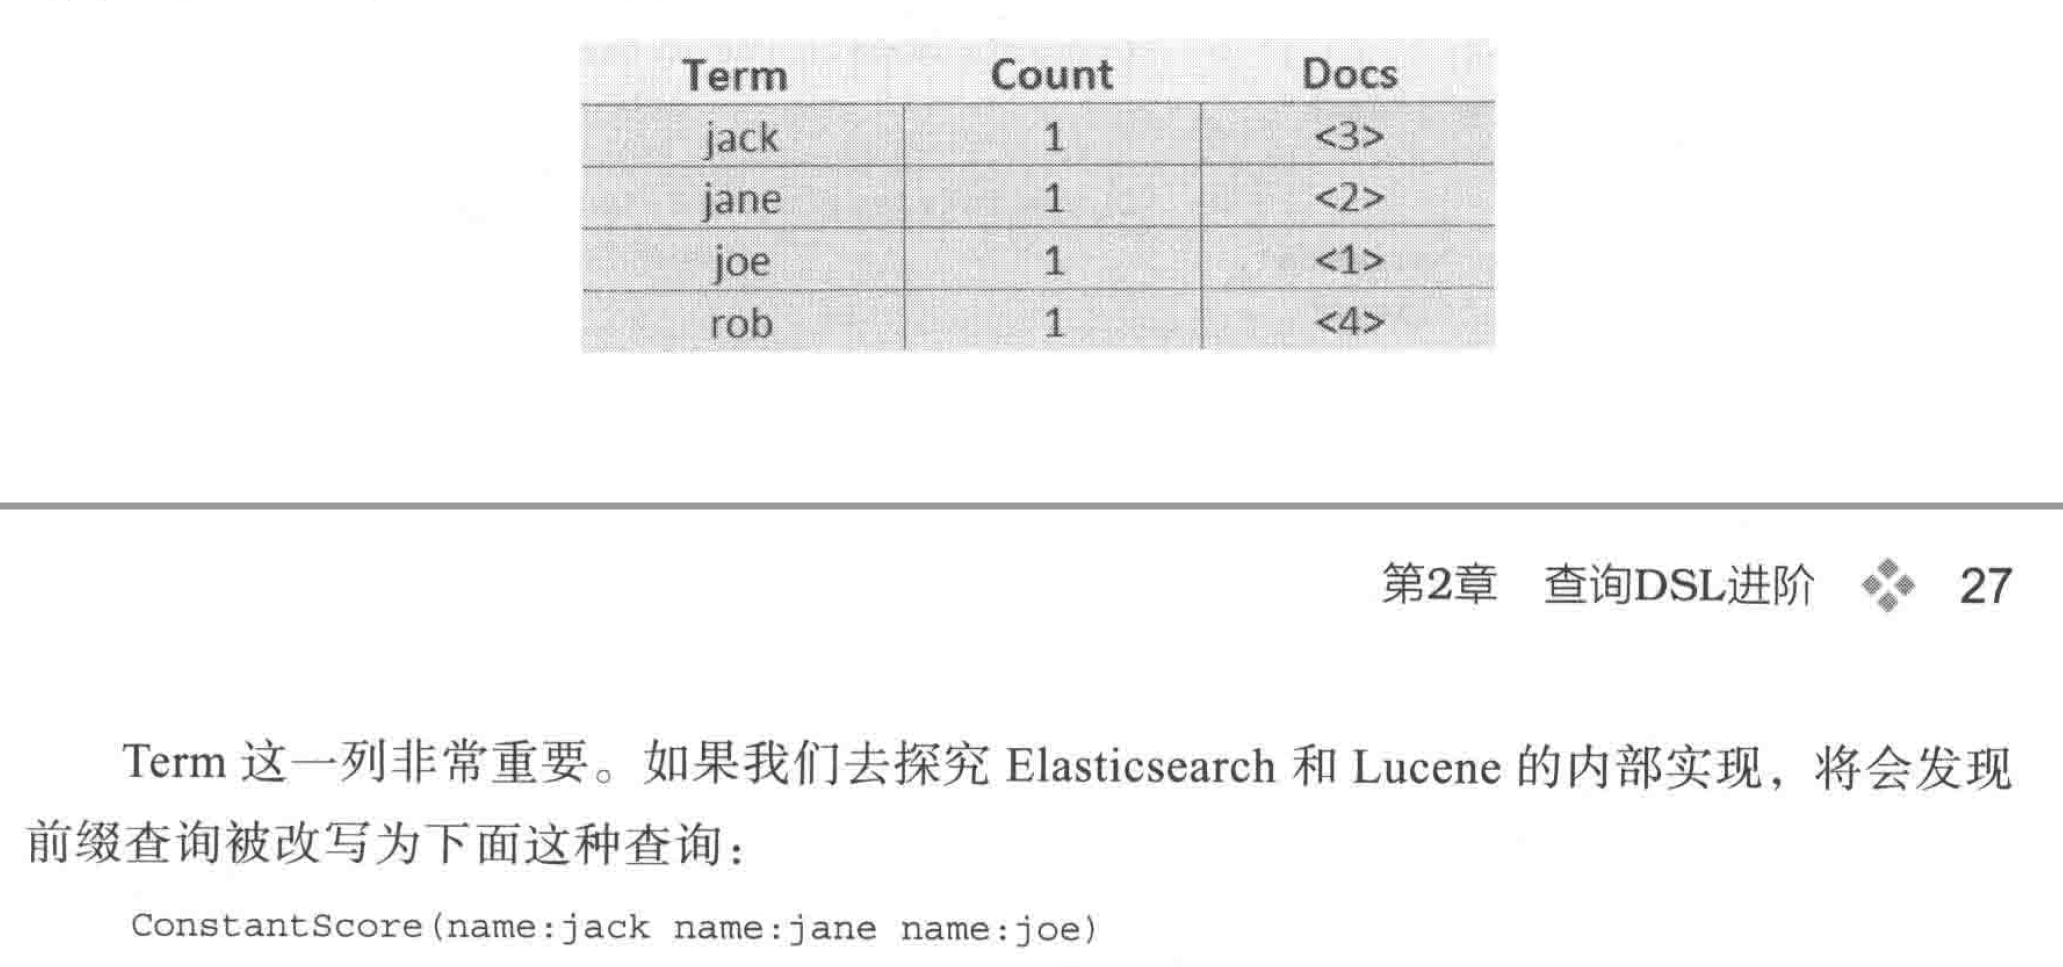 Term Count Docs
jack 1 <3>
jane 1 <2>
joe 1 <1>
rob 1 <4>
第2章 查询DSL进阶 ❖ 27
Term 这一列非常重要。如果我们去探究 Elasticsearch 和 Lucene 的内部实现，将会发现
前缀查询被改写为下面这种查询：
ConstantScore(name:jack name:jane name:joe)